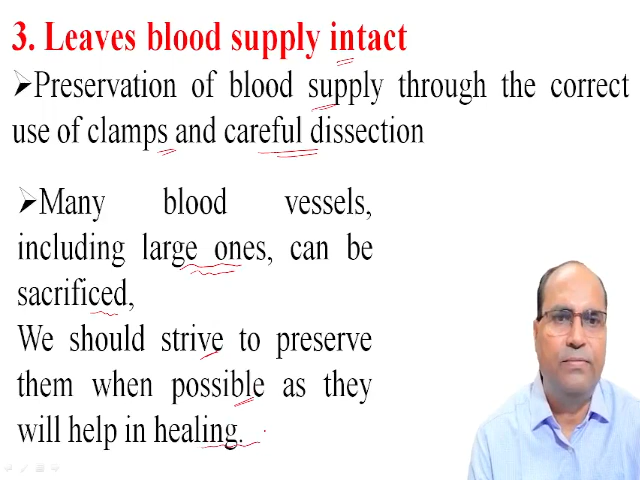 3. Leaves blood supply intact
➢Preservation of blood supply through the correct
use of clamps and careful dissection
➢Many blood vessels,
including large ones, can be
sacrificed,
We should strive to preserve
them when possible as they
will help in healing.